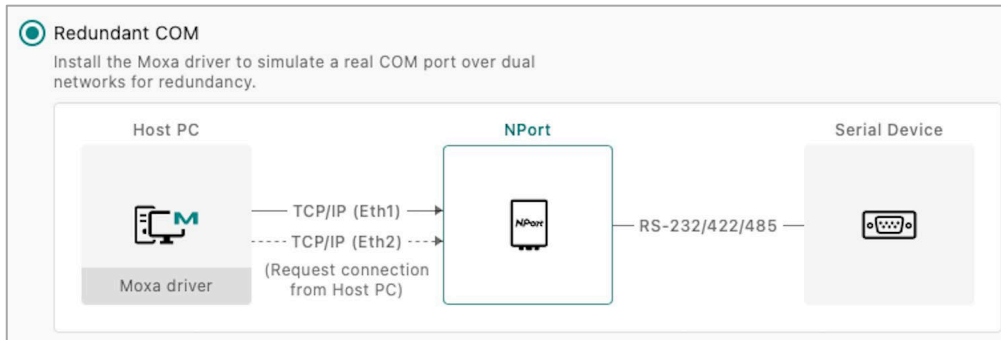 Redundant COM
Install the Moxa driver to simulate a real COM port over dual
networks for redundancy.
Host PC
NPort
Serial Device
M
Moxa driver
TCP/IP (Eth1)
TCP/IP (Eth2)
(Request connection
from Host PC)
NPort
RS-232/422/485